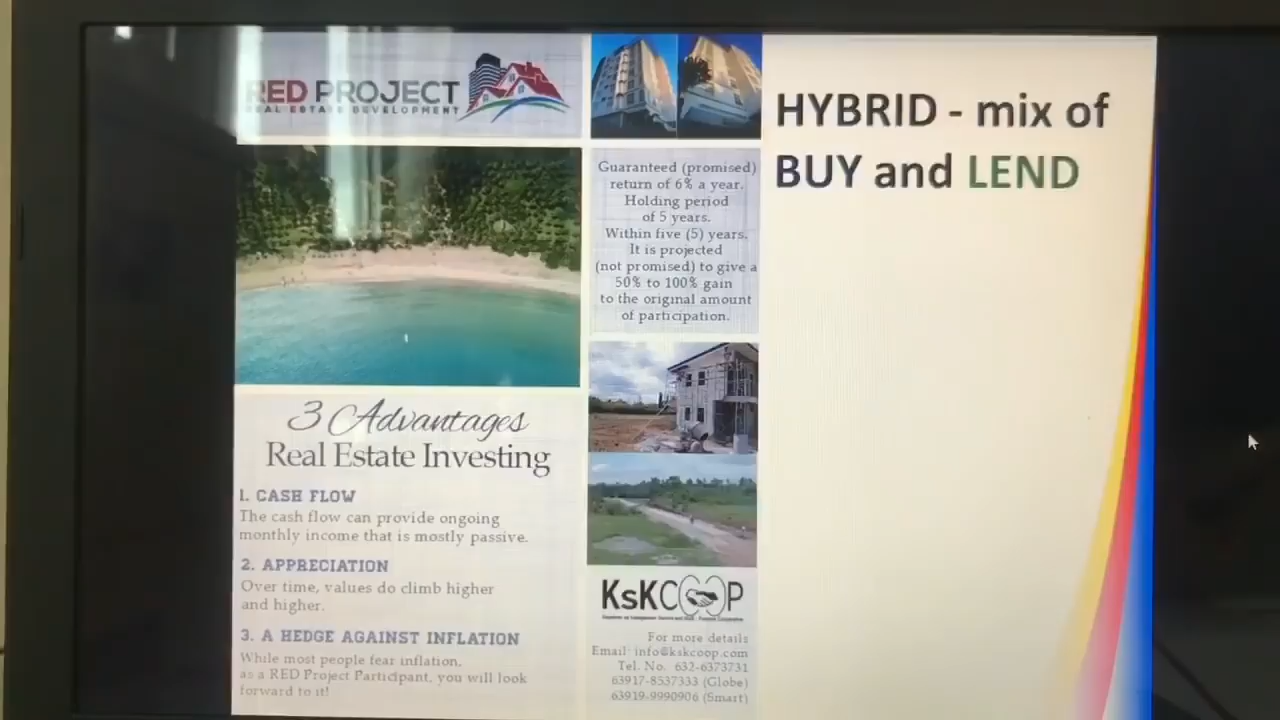 RED PROJECT
REAL ESTATE DEVELOPMENT
3 Advantages
Real Estate Investing
1. CASH FLOW
The cash flow can provide ongoing
monthly income that is mostly passive.
2. APPRECIATION
Over time, values do climb higher
and higher.
3. A HEDGE AGAINST INFLATION
While most people fear inflation,
as a RED Project Participant, you will look
forward to it!
Guaranteed (promised)
return of 6% a year.
Holding period
of 5 years.
Within five (5) years.
It is projected
(not promised) to give a
50% to 100% gain
to the original amount
of participation.
KsKCOOP
For more details
Email: info@kskcoop.com
Tel. No. 632-6373731
63917-8537333 (Globe)
63919-9990906 (Smart)
HYBRID - mix of
BUY and LEND